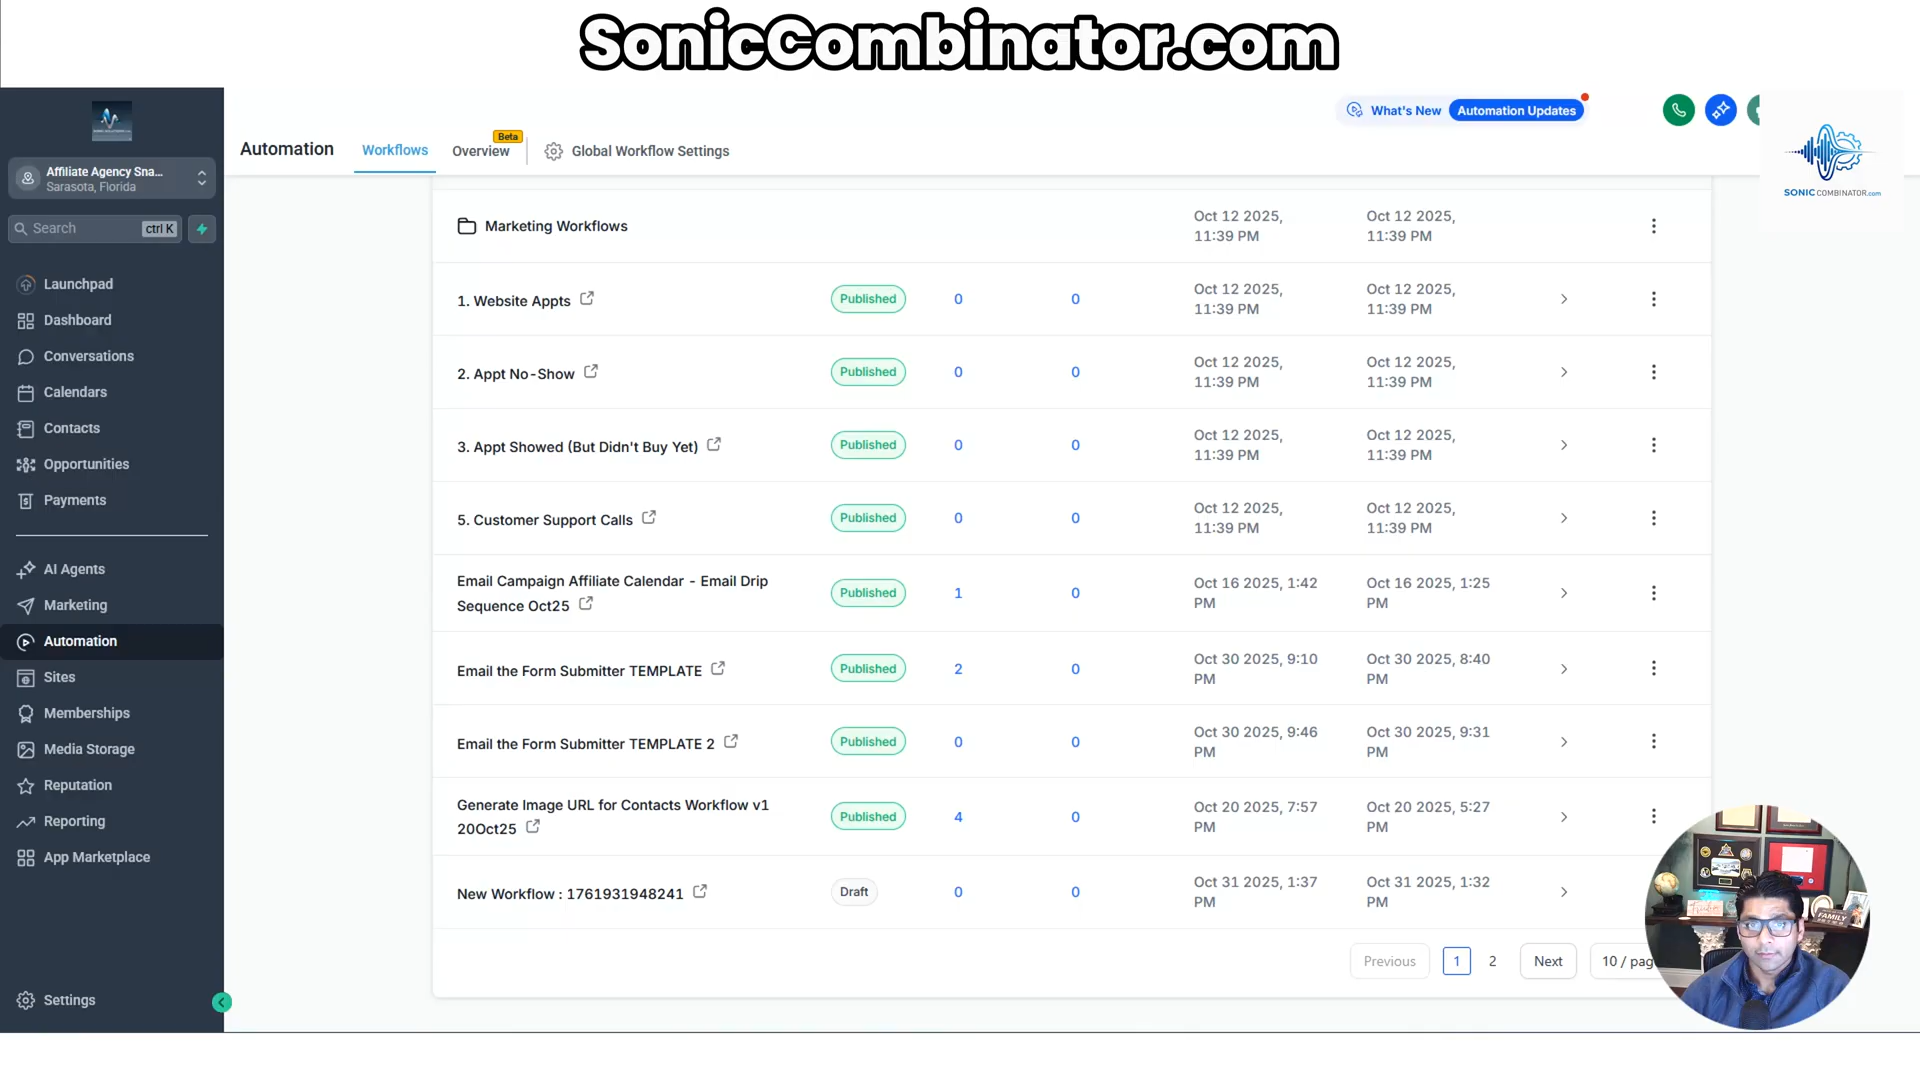 SonicCombinator.com
What's New
Automation Updates
Automation
Workflows
Overview
Beta
Global Workflow Settings
SONIC COMBINATOR.com
Affiliate Agency Sna...
Sarasota, Florida
Search
ctrl K
Launchpad
Dashboard
Conversations
Calendars
Contacts
Opportunities
Payments
AI Agents
Marketing
Automation
Sites
Memberships
Media Storage
Reputation
Reporting
App Marketplace
Settings
Marketing Workflows
Oct 12 2025,
11:39 PM
Oct 12 2025,
11:39 PM
1. Website Appts
Published
0
0
Oct 12 2025,
11:39 PM
Oct 12 2025,
11:39 PM
2. Appt No-Show
Published
0
0
Oct 12 2025,
11:39 PM
Oct 12 2025,
11:39 PM
3. Appt Showed (But Didn't Buy Yet)
Published
0
0
Oct 12 2025,
11:39 PM
Oct 12 2025,
11:39 PM
5. Customer Support Calls
Published
0
0
Oct 12 2025,
11:39 PM
Oct 12 2025,
11:39 PM
Email Campaign Affiliate Calendar - Email Drip
Sequence Oct25
Published
1
0
Oct 16 2025, 1:42
PM
Oct 16 2025, 1:25
PM
Email the Form Submitter TEMPLATE
Published
2
0
Oct 30 2025, 9:10
PM
Oct 30 2025, 8:40
PM
Email the Form Submitter TEMPLATE 2
Published
0
0
Oct 30 2025, 9:46
PM
Oct 30 2025, 9:31
PM
Generate Image URL for Contacts Workflow v1
20Oct25
Published
4
0
Oct 20 2025, 7:57
PM
Oct 20 2025, 5:27
PM
New Workflow : 1761931948241
Draft
0
0
Oct 31 2025, 1:37
PM
Oct 31 2025, 1:32
PM
Previous
1
2
Next
10 / pag
FAMILY